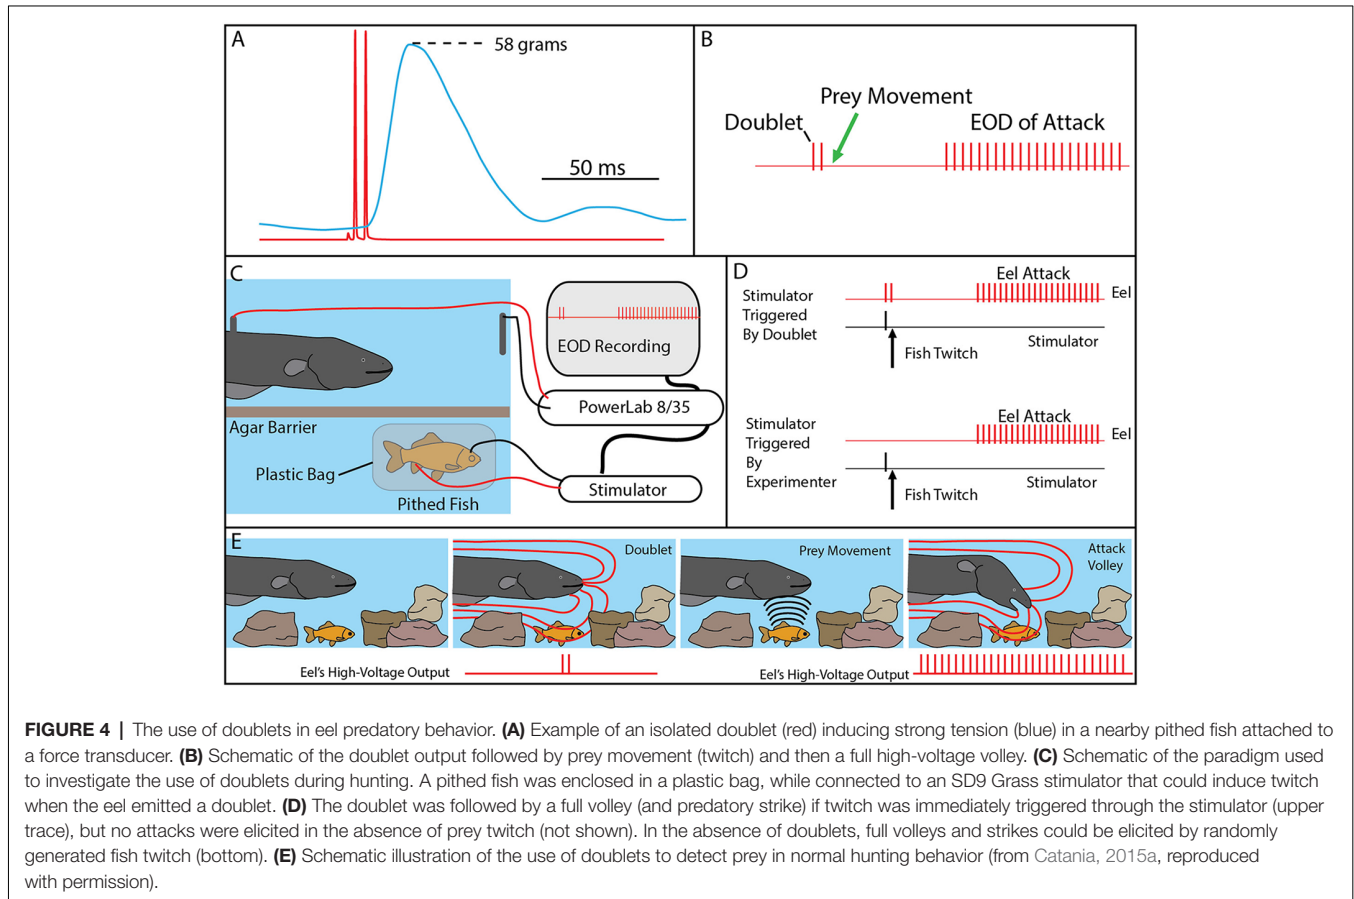 A
58 grams
50 ms
B
Prey Movement
Doublet
EOD of Attack
C
EOD Recording
PowerLab 8/35
Agar Barrier
Plastic Bag
Pithed Fish
Stimulator
D
Eel Attack
Stimulator
Triggered
By Doublet
Eel
Fish Twitch
Stimulator
Eel Attack
Stimulator
Triggered
By
Experimenter
Eel
Fish Twitch
Stimulator
E
Doublet
Prey Movement
Attack
Volley
Eel's High-Voltage Output
Eel's High-Voltage Output
FIGURE 4 | The use of doublets in eel predatory behavior. (A) Example of an isolated doublet (red) inducing strong tension (blue) in a nearby pithed fish attached to
a force transducer. (B) Schematic of the doublet output followed by prey movement (twitch) and then a full high-voltage volley. (C) Schematic of the paradigm used
to investigate the use of doublets during hunting. A pithed fish was enclosed in a plastic bag, while connected to an SD9 Grass stimulator that could induce twitch
when the eel emitted a doublet. (D) The doublet was followed by a full volley (and predatory strike) if twitch was immediately triggered through the stimulator (upper
trace), but no attacks were elicited in the absence of prey twitch (not shown). In the absence of doublets, full volleys and strikes could be elicited by randomly
generated fish twitch (bottom). (E) Schematic illustration of the use of doublets to detect prey in normal hunting behavior (from Catania, 2015a, reproduced
with permission).